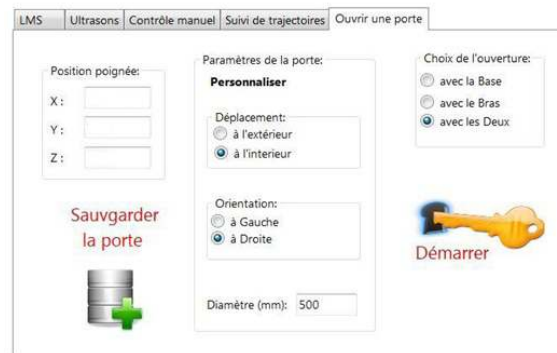 LMS
Ultrasons
Contrôle manuel
Suivi de trajectoires
Ouvrir une porte
Position poignée:
X :
Y :
Z :
Sauvgarder
la porte
Paramètres de la porte:
Personnaliser
Déplacement:
à l'extérieur
à l'interieur
Orientation:
à Gauche
à Droite
Diamètre (mm): 500
Choix de l'ouverture:
avec la Base
avec le Bras
avec les Deux
Démarrer